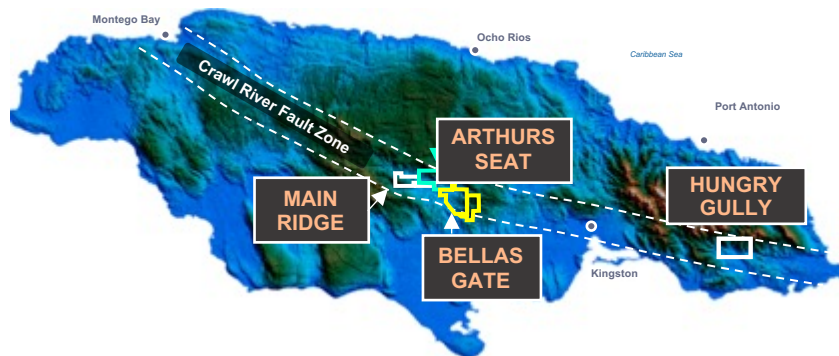 Montego Bay
Ocho Rios
Caribbean Sea
Crawl River Fault Zone
Port Antonio
ARTHURS
SEAT
MAIN
RIDGE
HUNGRY
GULLY
BELLAS
GATE
Kingston